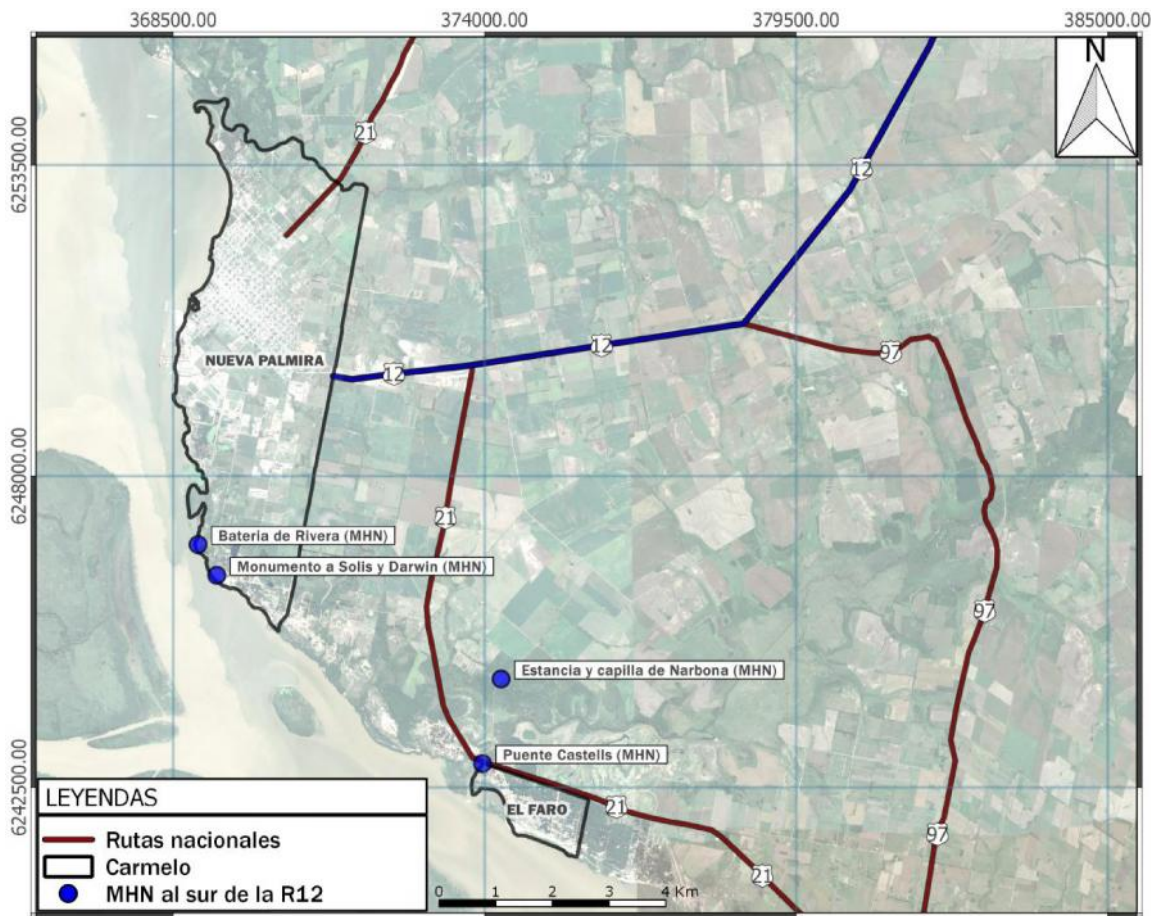 368500.00 374000.00 379500.00 385000.00
N
21
6253500.00
12
NUEVA PALMIRA
12
97
12
6248000.00
21
Bateria de Rivera (MHN)
Monumento a Solis y Darwin (MHN)
97
Estancia y capilla de Narbona (MHN)
Puente Castells (MHN)
6242500.00
EL FARO
21
97
21
LEYENDAS
Rutas nacionales
Carmelo
MHN al sur de la R12
0 1 2 3 4 Km